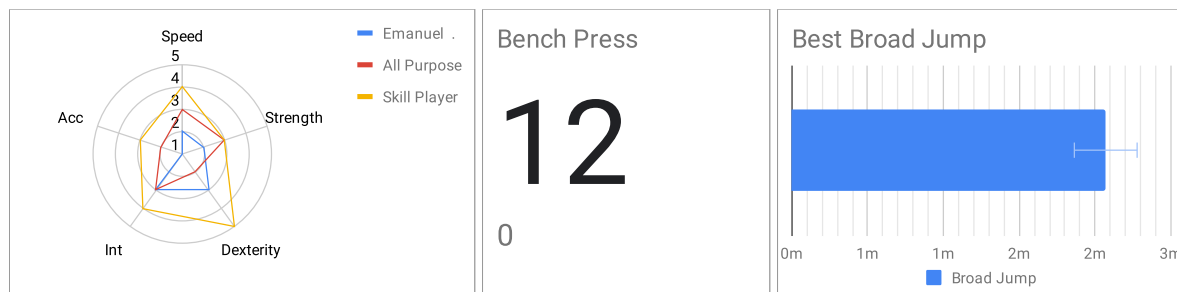 Speed
5
4
3
2
1
Acc
Strength
Int
Dexterity
Emanuel .
All Purpose
Skill Player
Bench Press
12
0
Best Broad Jump
0m 1m 1m 2m 2m 3m
Broad Jump